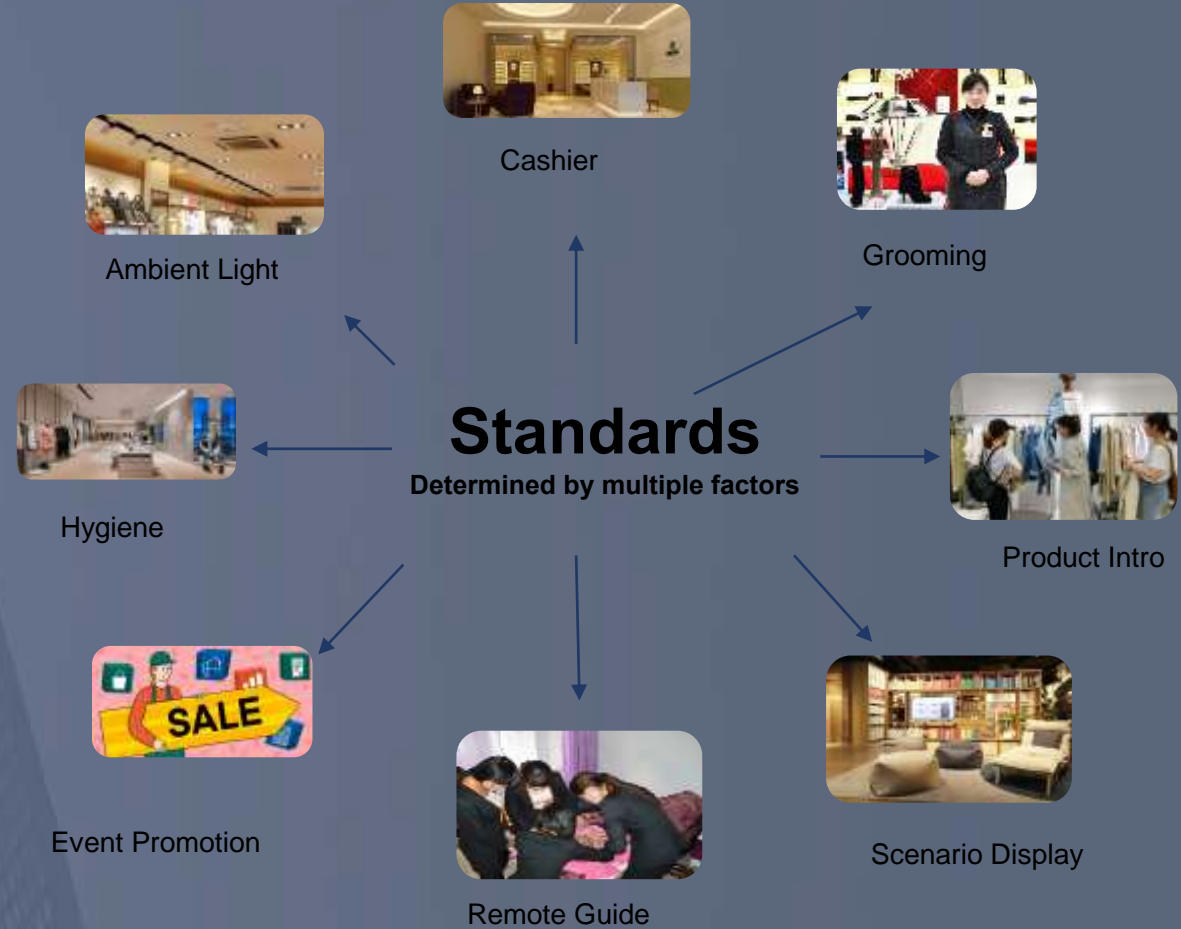 Cashier
Ambient Light
Grooming
Standards
Determined by multiple factors
Hygiene
Product Intro
SALE
Event Promotion
Scenario Display
Remote Guide